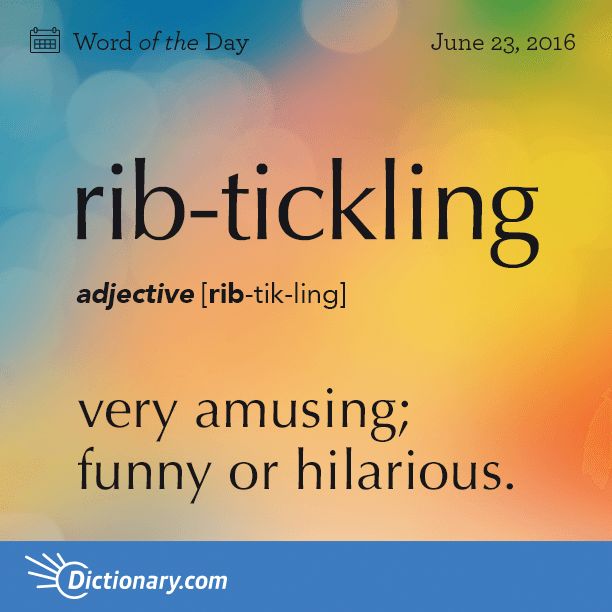 Word of the Day
June 23, 2016
rib-tickling
adjective [rib-tik-ling]
very amusing;
funny or hilarious.
Dictionary.com